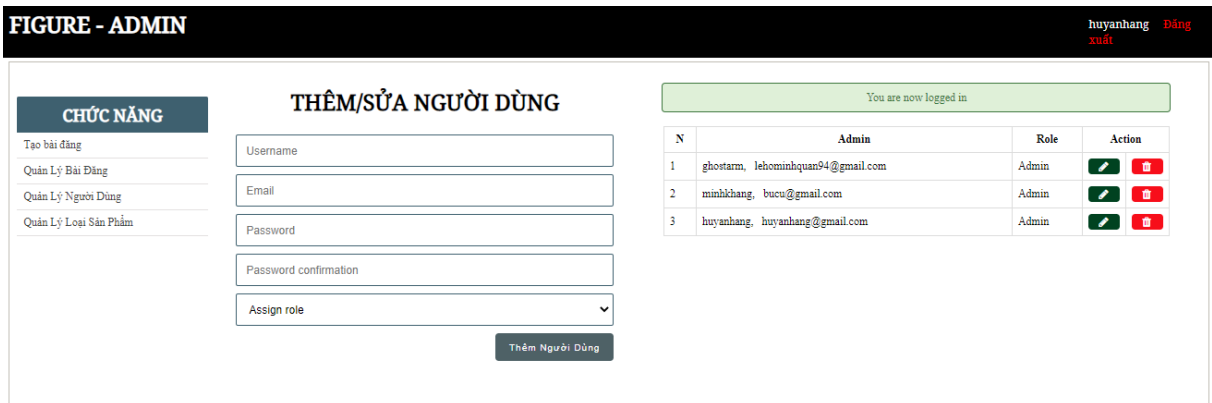 FIGURE - ADMIN
huyanhang Đăng
xuất
CHỨC NĂNG
Tạo bài đăng
Quản Lý Bài Đăng
Quản Lý Người Dùng
Quản Lý Loại Sản Phẩm
THÊM/SỬA NGƯỜI DÙNG
Username
Email
Password
Password confirmation
Assign role
Thêm Người Dùng
You are now logged in
N Admin Role Action
1 ghostarm, lehominhquan94@gmail.com Admin
2 minhkhang, bucu@gmail.com Admin
3 huyanhang, huyanhang@gmail.com Admin